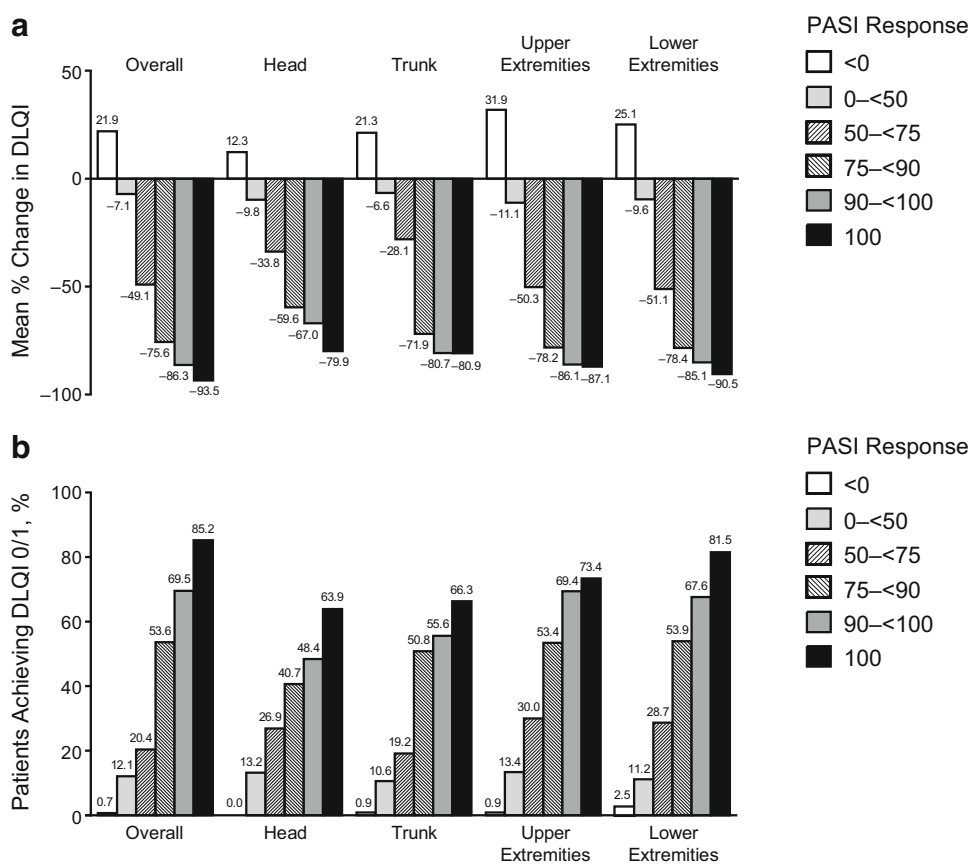 a
Overall Head Trunk Upper Extremities Lower Extremities
Mean % Change in DLQI
50
0
–50
–100
21.9 –7.1 –49.1 –75.6 –86.3 –93.5
12.3 –9.8 –33.8 –59.6 –67.0 –79.9
21.3 –6.6 –28.1 –71.9 –80.7 –80.9
31.9 –11.1 –50.3 –78.2 –86.1 –87.1
25.1 –9.6 –51.1 –78.4 –85.1 –90.5
PASI Response
<0
0–<50
50–<75
75–<90
90–<100
100
b
Patients Achieving DLQI 0/1, %
100
80
60
40
20
0
0.7 12.1 20.4 53.6 69.5 85.2
0.0 13.2 26.9 40.7 48.4 63.9
0.9 10.6 19.2 50.8 55.6 66.3
0.9 13.4 30.0 53.4 69.4 73.4
2.5 11.2 28.7 53.9 67.6 81.5
Overall Head Trunk Upper Extremities Lower Extremities
PASI Response
<0
0–<50
50–<75
75–<90
90–<100
100